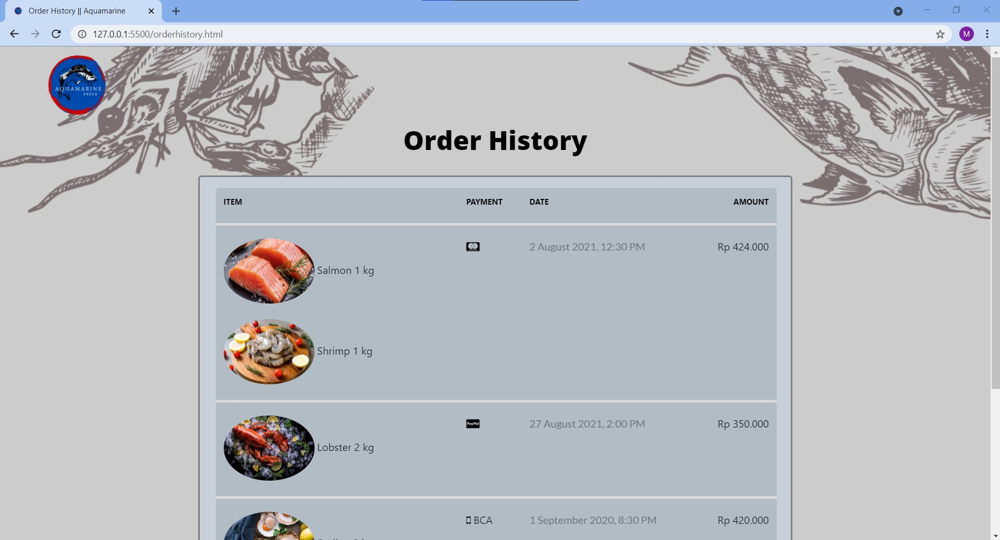 Order History || Aquamarine
127.0.0.1:5500/orderhistory.html
M
AQUAMARINE
FRESH
Order History
ITEM PAYMENT DATE AMOUNT
2 August 2021, 12:30 PM Rp 424.000
Salmon 1 kg
Shrimp 1 kg
PayPal 27 August 2021, 2:00 PM Rp 350.000
Lobster 2 kg
BCA 1 September 2020, 8:30 PM Rp 420.000